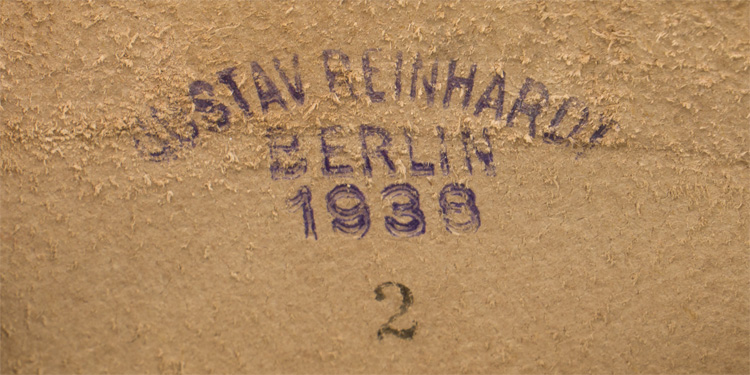 GUSTAV REINHARDT
BERLIN
1938
2